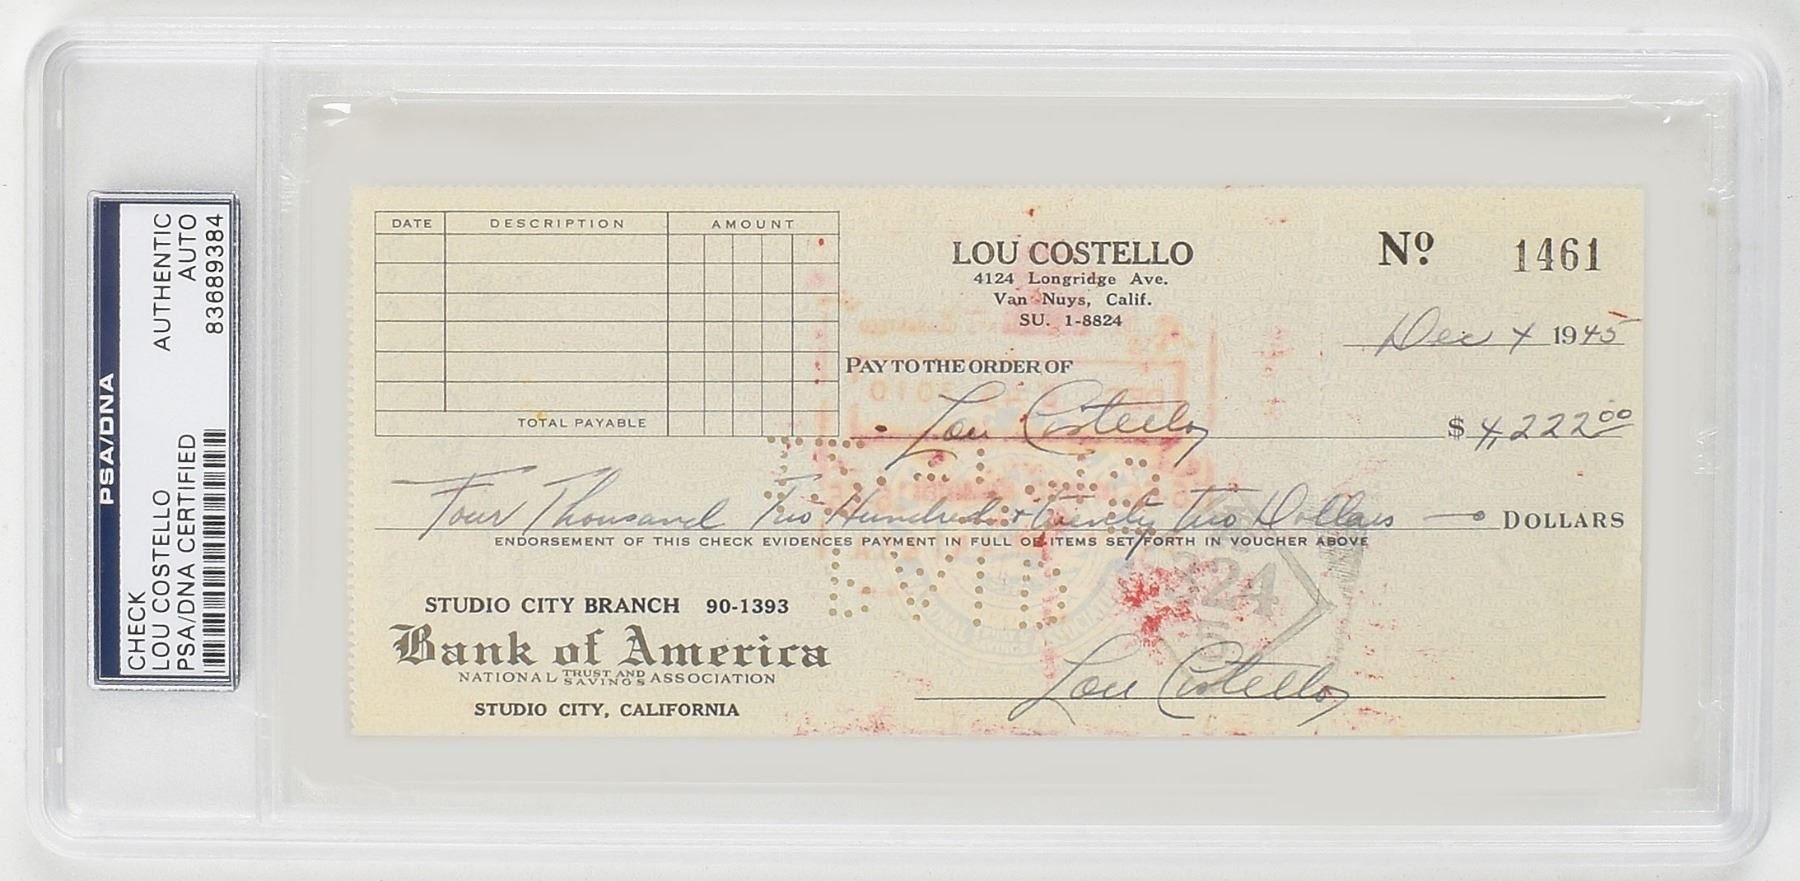 PSA/DNA
CHECK AUTHENTIC
LOU COSTELLO AUTO
PSA/DNA CERTIFIED 83689384
DATE DESCRIPTION AMOUNT
TOTAL PAYABLE
LOU COSTELLO
4124 Longridge Ave.
Van Nuys, Calif.
SU. 1-8824
Nº 1461
Dec 4 1945
PAY TO THE ORDER OF
Lou Costello $ 4,222 00
Four Thousand Two Hundred + twenty Two Dollars DOLLARS
ENDORSEMENT OF THIS CHECK EVIDENCES PAYMENT IN FULL OF ITEMS SET FORTH IN VOUCHER ABOVE
324
STUDIO CITY BRANCH 90-1393
Bank of America
NATIONAL TRUST AND SAVINGS ASSOCIATION
STUDIO CITY, CALIFORNIA
Lou Costello